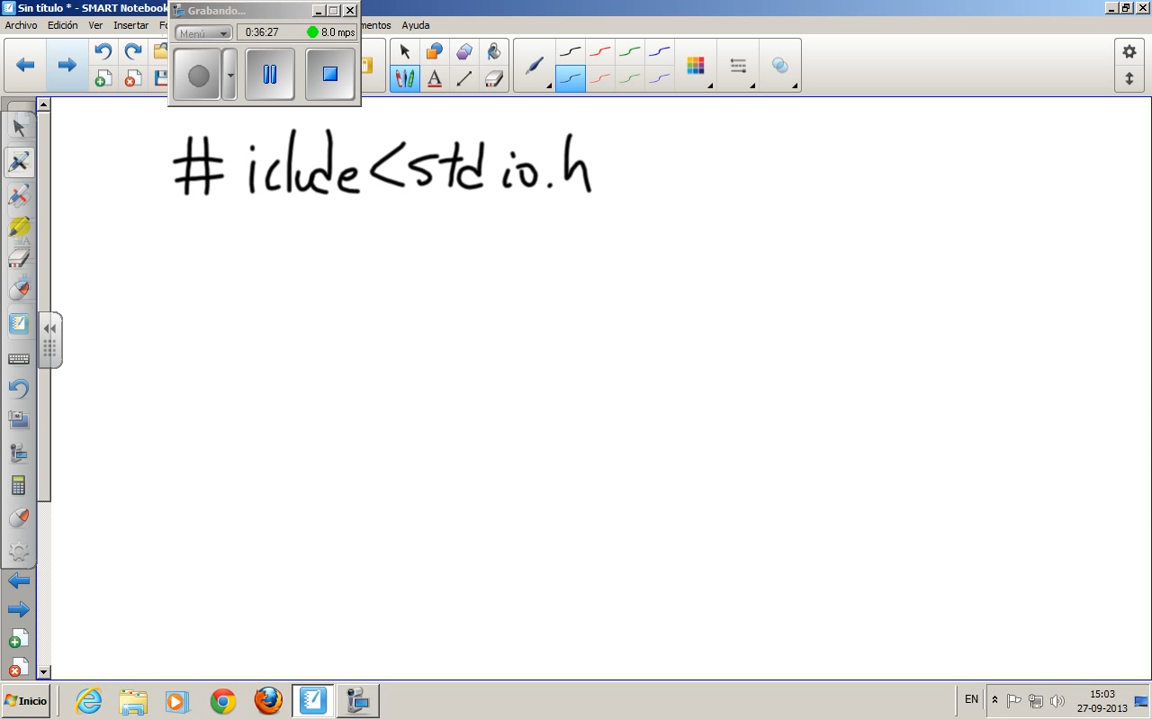 Sin título * - SMART Notebook
Grabando...
Archivo Edición Ver Insertar Fo
mentos Ayuda
Menú 0:36:27 8.0 mps
# iclude<stdio.h
Inicio
EN
15:03
27-09-2013